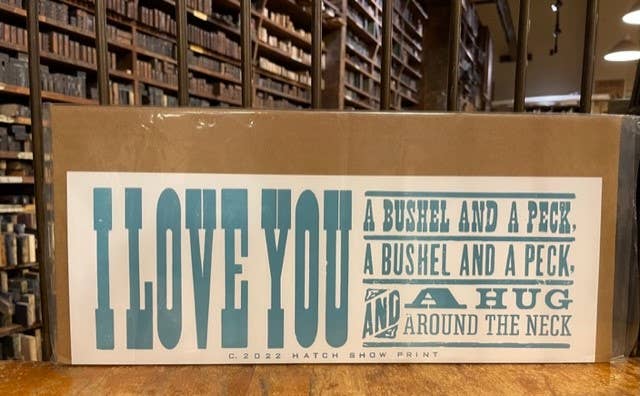 I LOVE YOU
A BUSHEL AND A PECK,
A BUSHEL AND A PECK,
AND A HUG
AROUND THE NECK
C. 2022 HATCH SHOW PRINT